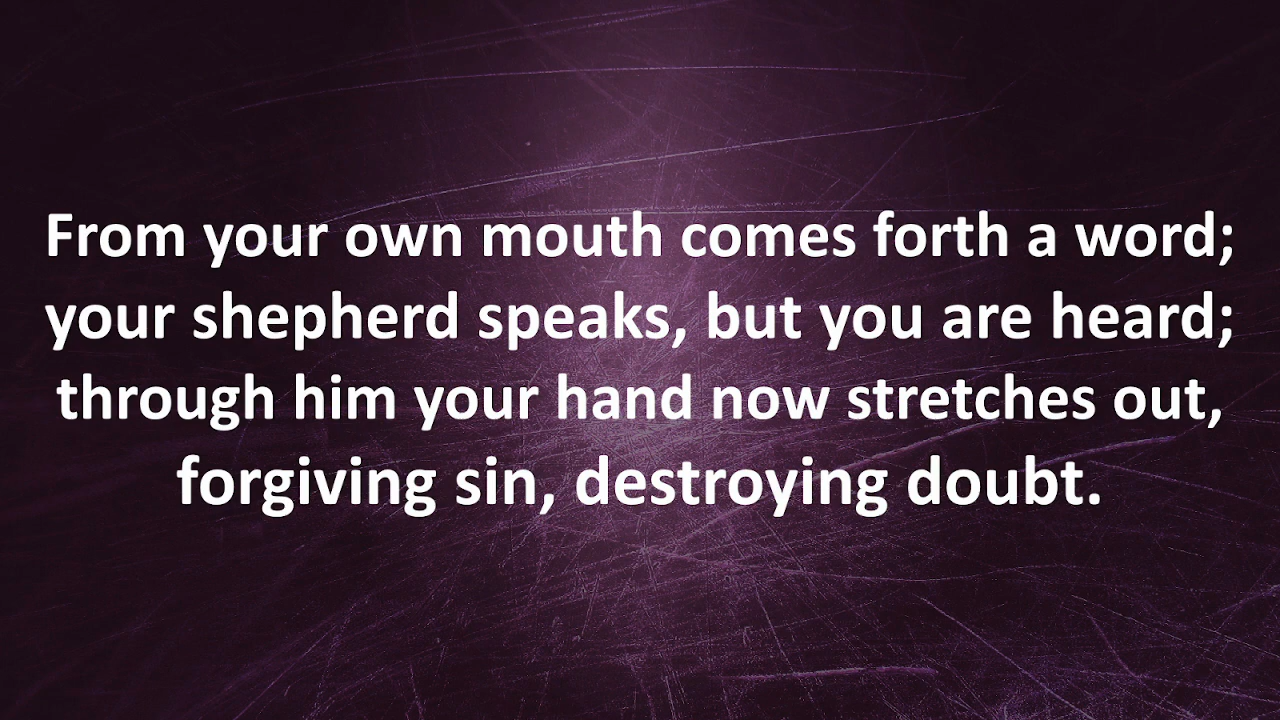 From your own mouth comes forth a word;
your shepherd speaks, but you are heard;
through him your hand now stretches out,
forgiving sin, destroying doubt.